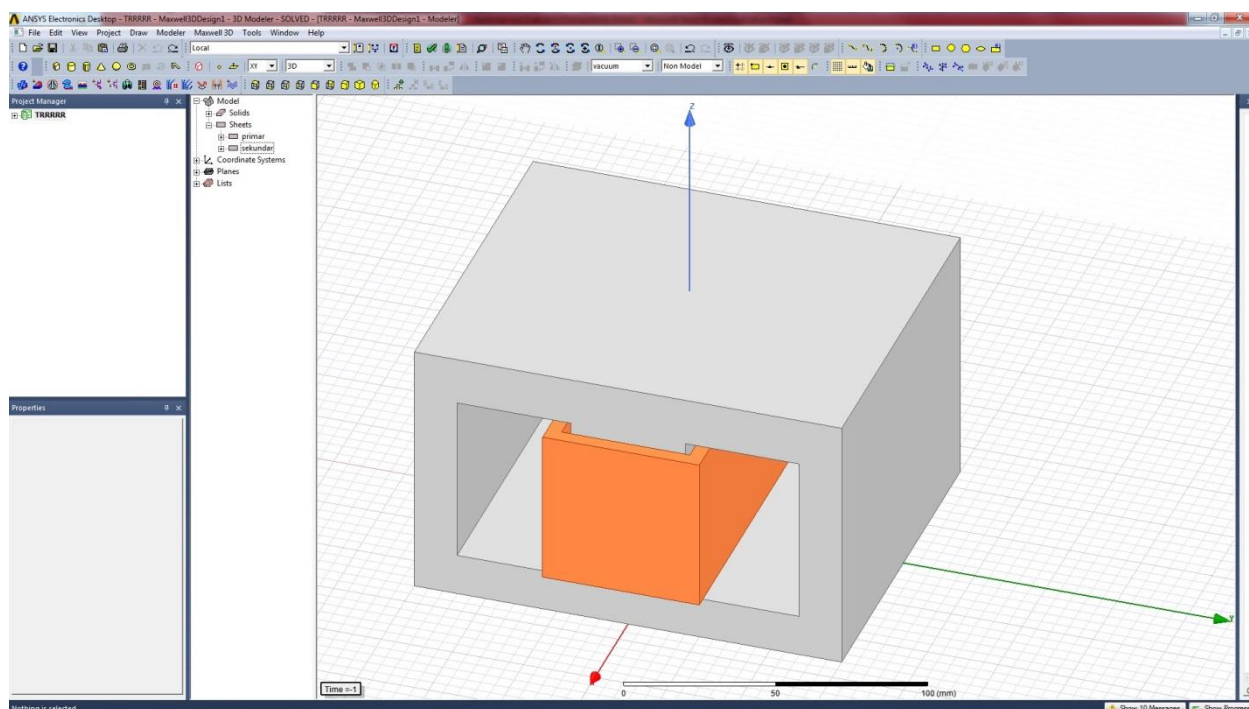 ANSYS Electronics Desktop - TRRRRR - Maxwell3DDesign1 - 3D Modeler - SOLVED - [TRRRRR - Maxwell3DDesign1 - Modeler]
File Edit View Project Draw Modeler Maxwell 3D Tools Window Help
Local
XY 3D vacuum Non Model
Project Manager
TRRRRR
Model
Solids
Sheets
primar
sekundar
Coordinate Systems
Planes
Lists
Properties
Z
Y
Time =-1
0 50 100 (mm)
Nothing is selected
Show 10 Messages Show Progress